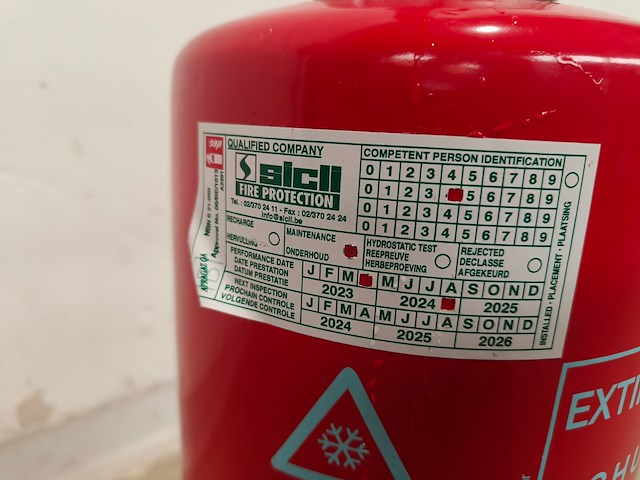 QUALIFIED COMPANY
sicli
FIRE PROTECTION
Tel. : 02/370 24 11 - Fax : 02/370 24 24
info@sicli.be
COMPETENT PERSON IDENTIFICATION
0 1 2 3 4 5 6 7 8 9
0 1 2 3 5 6 7 8 9
0 1 2 3 4 5 6 7 8 9
0 1 2 3 4 5 6 7 8 9
RECHARGE
HERVULLING
MAINTENANCE
ONDERHOUD
HYDROSTATIC TEST
REEPREUVE
HERBEPROEVING
REJECTED
DECLASSE
AFGEKEURD
PERFORMANCE DATE
DATE PRESTATION
DATUM PRESTATIE
J F M M J J A S O N D
2023 2024 2025
NEXT INSPECTION
PROCHAIN CONTROLE
VOLGENDE CONTROLE
J F M A M J J A S O N D
2024 2025 2026
INSTALLED - PLACEMENT - PLAATSING
APRAGAZ
EXTI